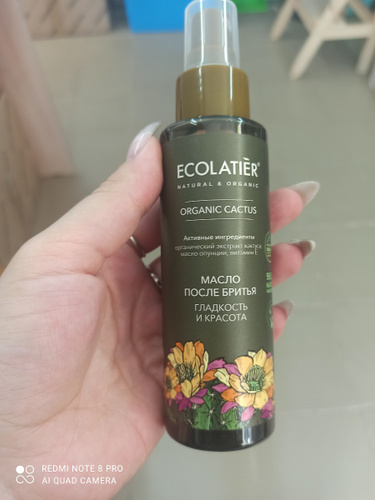 ECOLATIER®
NATURAL & ORGANIC
ORGANIC CACTUS
Активные ингредиенты
органический экстракт кактуса,
масло опунции, витамин Е
МАСЛО
ПОСЛЕ БРИТЬЯ
ГЛАДКОСТЬ
И КРАСОТА
REDMI NOTE 8 PRO
AI QUAD CAMERA